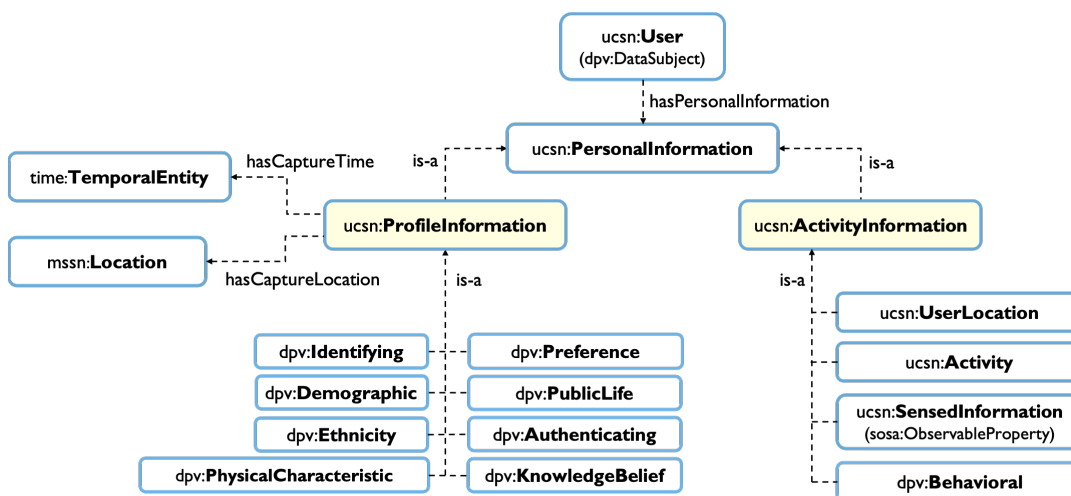 ucsn:User
(dpv:DataSubject)
hasPersonalInformation
ucsn:PersonalInformation
is-a
is-a
hasCaptureTime
time:TemporalEntity
ucsn:ProfileInformation
ucsn:ActivityInformation
mssn:Location
hasCaptureLocation
is-a
is-a
ucsn:UserLocation
dpv:Identifying
dpv:Preference
ucsn:Activity
dpv:Demographic
dpv:PublicLife
ucsn:SensedInformation
(sosa:ObservableProperty)
dpv:Ethnicity
dpv:Authenticating
dpv:PhysicalCharacteristic
dpv:KnowledgeBelief
dpv:Behavioral